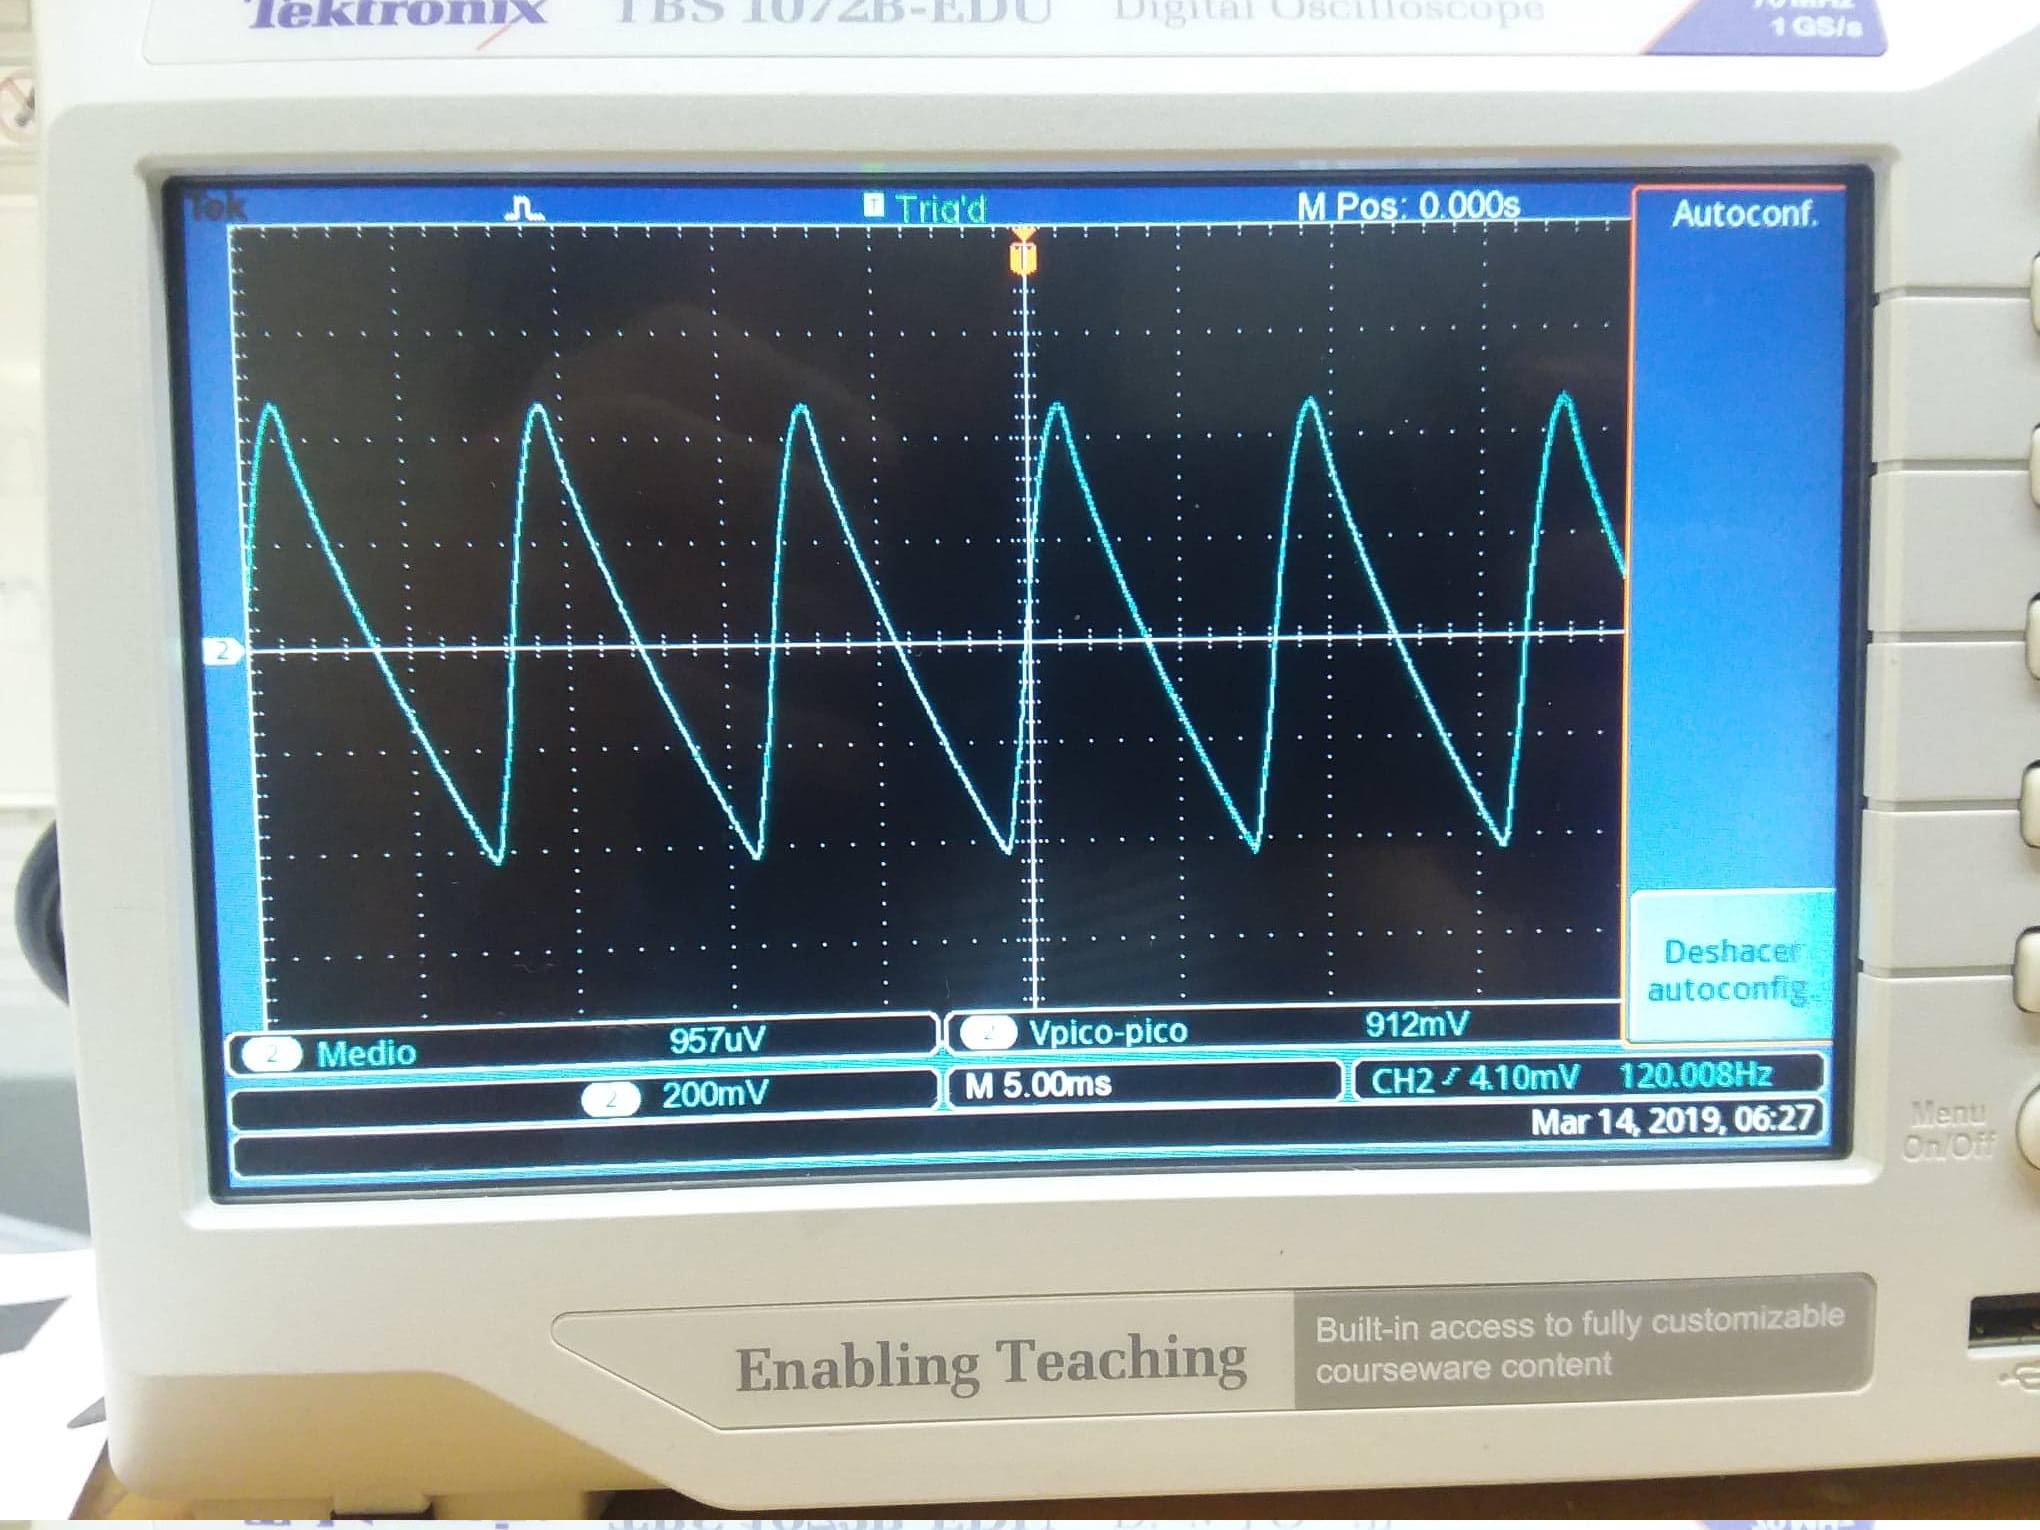 Tektronix TBS 1072B-EDU Digital Oscilloscope
1 GS/s
Tek T Trig'd M Pos: 0.000s
Autoconf.
2
Deshacer
autoconfig.
2 Medio 957uV
2 Vpico-pico 912mV
2 200mV
M 5.00ms
CH2 4.10mV 120.008Hz
Mar 14, 2019, 06:27
Menu
On/Off
Enabling Teaching
Built-in access to fully customizable
courseware content